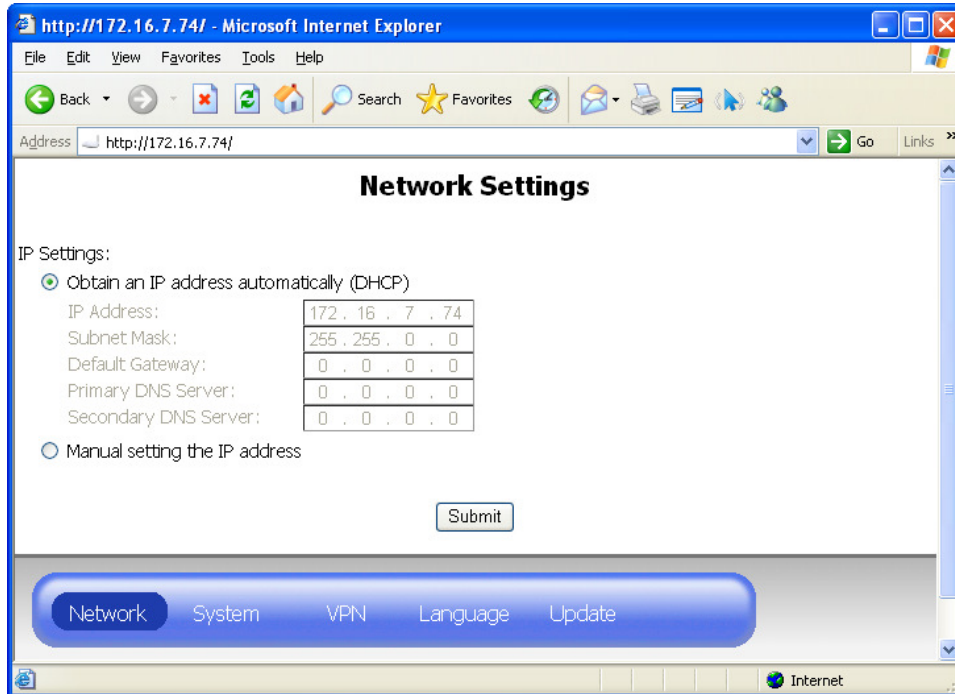 http://172.16.7.74/ - Microsoft Internet Explorer
File Edit View Favorites Tools Help
Back Search Favorites
Address http://172.16.7.74/ Go Links »
Network Settings
IP Settings:
Obtain an IP address automatically (DHCP)
IP Address: 172 . 16 . 7 . 74
Subnet Mask: 255 . 255 . 0 . 0
Default Gateway: 0 . 0 . 0 . 0
Primary DNS Server: 0 . 0 . 0 . 0
Secondary DNS Server: 0 . 0 . 0 . 0
Manual setting the IP address
Submit
Network System VPN Language Update
Internet